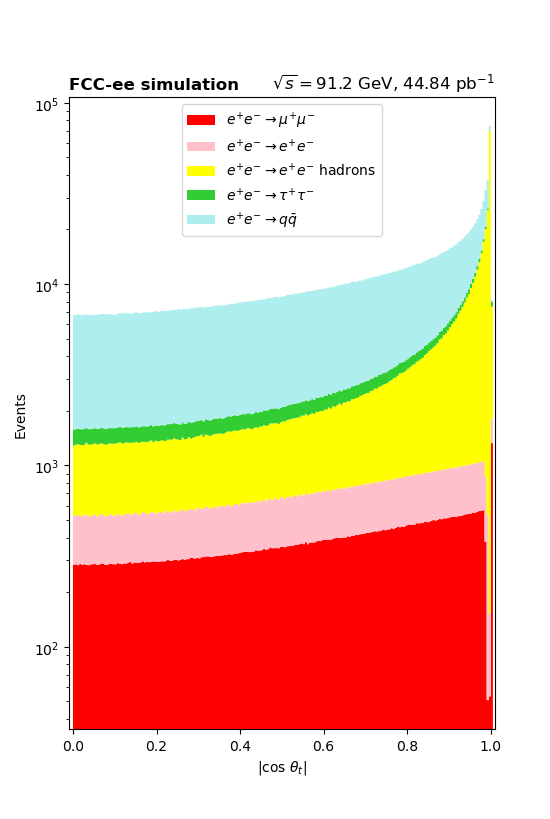 FCC-ee simulation √s = 91.2 GeV, 44.84 pb⁻¹
10⁵
e⁺e⁻ → μ⁺μ⁻
e⁺e⁻ → e⁺e⁻
e⁺e⁻ → e⁺e⁻ hadrons
e⁺e⁻ → τ⁺τ⁻
e⁺e⁻ → qq̄
10⁴
Events
10³
10²
0.0 0.2 0.4 0.6 0.8 1.0
|cos θₜ|